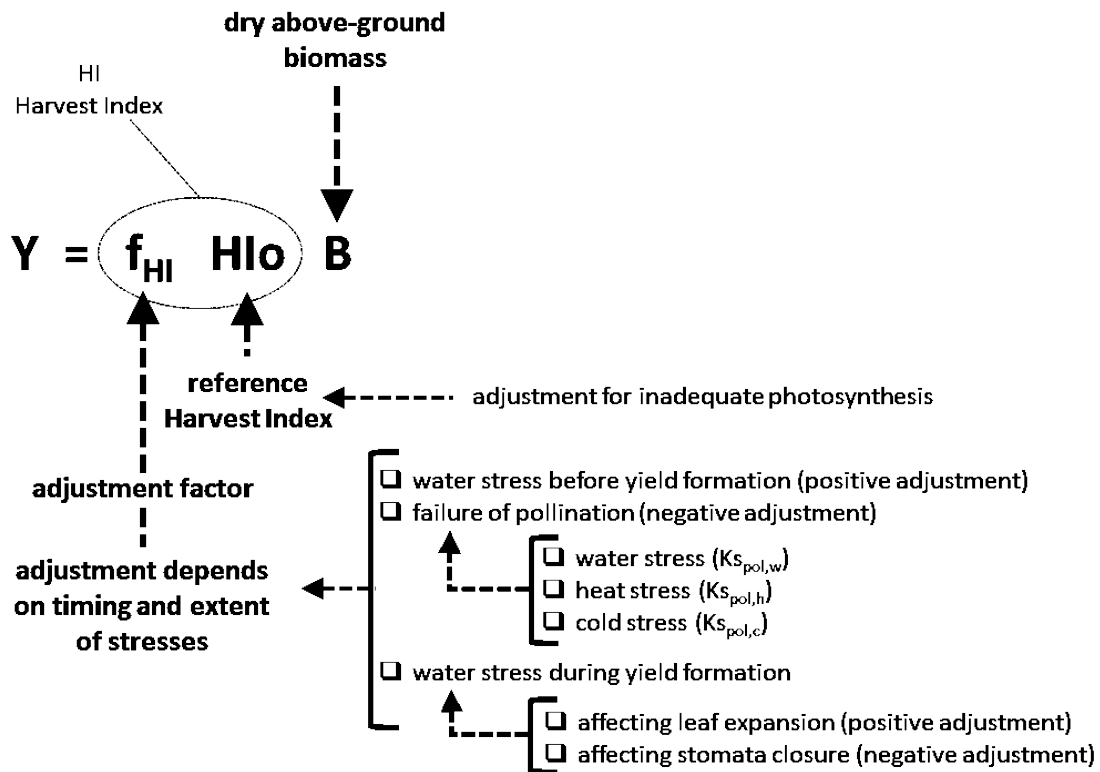 dry above-ground
biomass
HI
Harvest Index
Y = f_HI HIo B
reference
Harvest Index
adjustment for inadequate photosynthesis
adjustment factor
adjustment depends
on timing and extent
of stresses
❑ water stress before yield formation (positive adjustment)
❑ failure of pollination (negative adjustment)
❑ water stress (Ks_pol,w)
❑ heat stress (Ks_pol,h)
❑ cold stress (Ks_pol,c)
❑ water stress during yield formation
❑ affecting leaf expansion (positive adjustment)
❑ affecting stomata closure (negative adjustment)